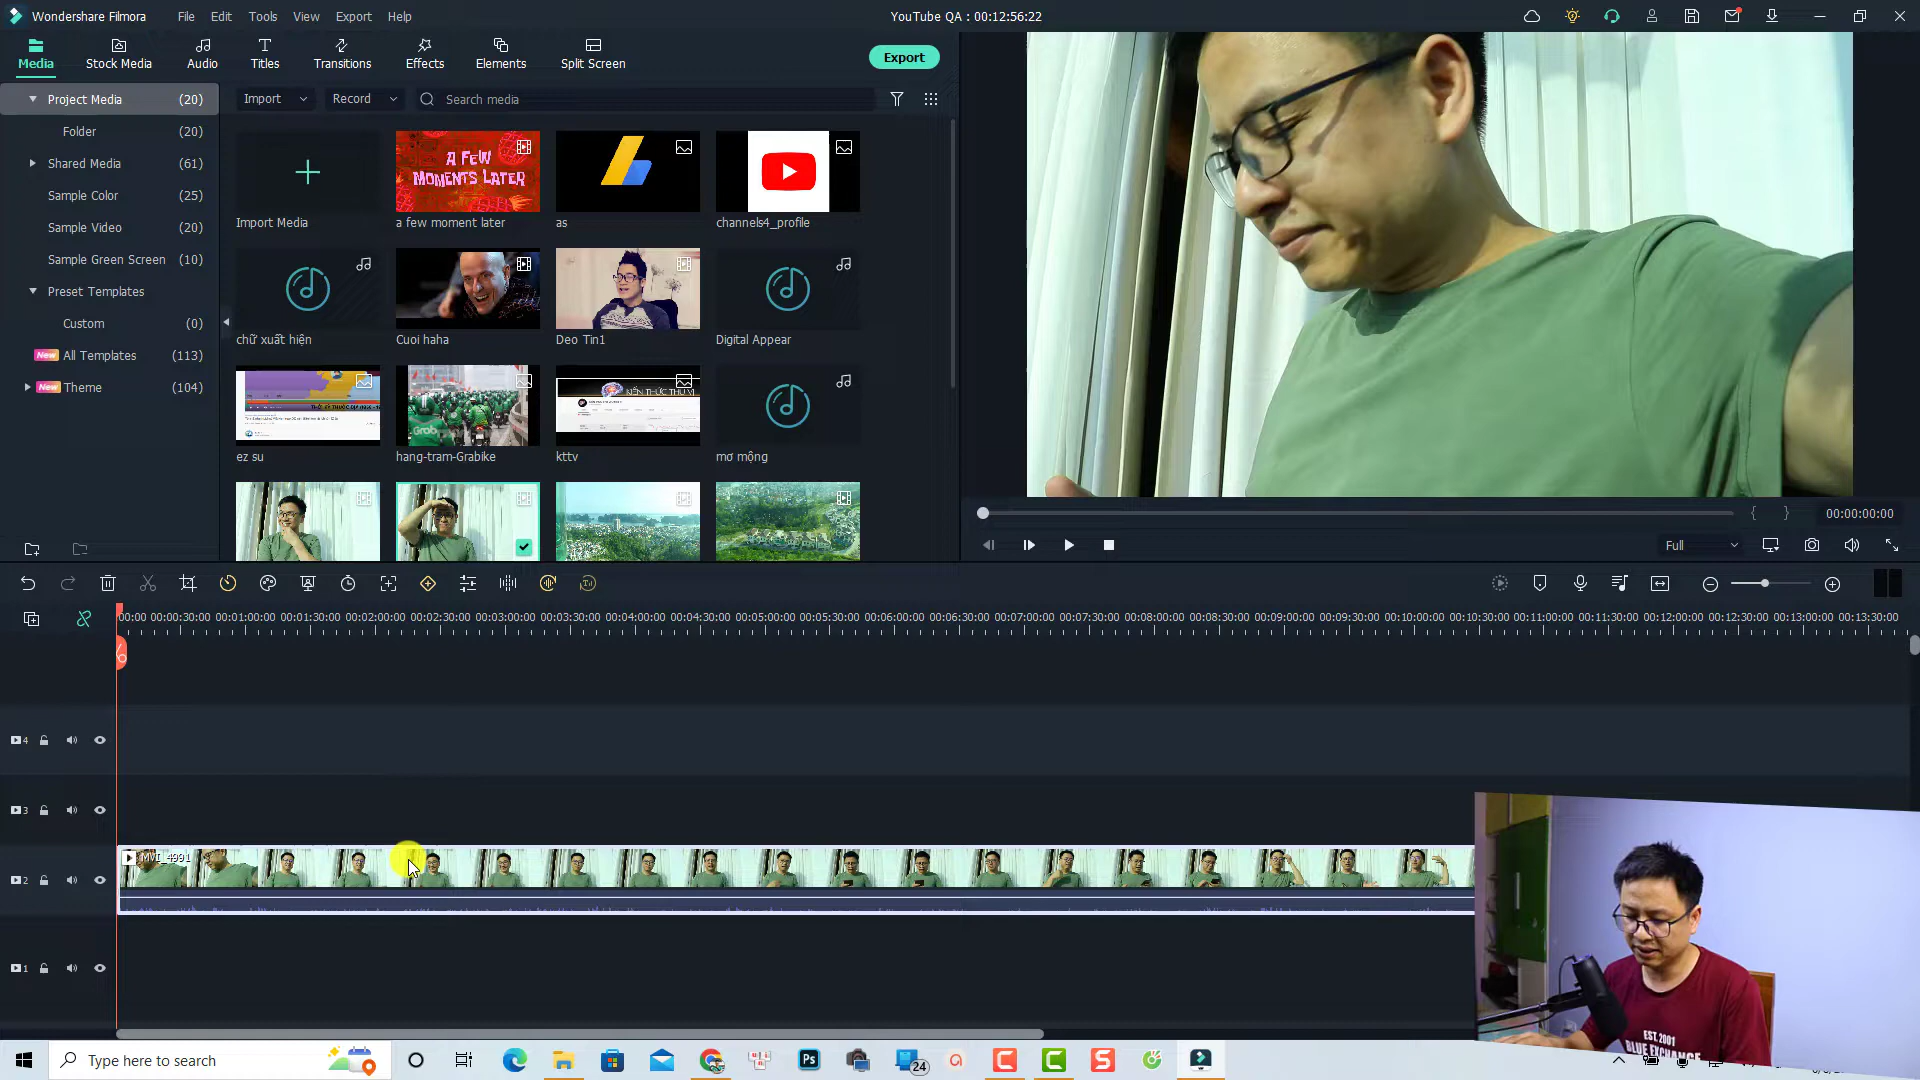 Wondershare Filmora File Edit Tools View Export Help YouTube QA : 00:12:56:22
Media Stock Media Audio Titles Transitions Effects Elements Split Screen Export
Project Media (20)
Folder (20)
Shared Media (61)
Sample Color (25)
Sample Video (20)
Sample Green Screen (10)
Preset Templates
Custom (0)
New All Templates (113)
New Theme (104)
Import Record Search media
A FEW
MOMENTS LATER
Import Media a few moment later as channels4_profile
chữ xuất hiện Cuoi haha Deo Tin1 Digital Appear
Grab
ez su hang-tram-Grabike kttv mơ mộng
{ } 00:00:00:00
Full
00:00 00:00:30:00 00:01:00:00 00:01:30:00 00:02:00:00 00:02:30:00 00:03:00:00 00:03:30:00 00:04:00:00 00:04:30:00 00:05:00:00 00:05:30:00 00:06:00:00 00:06:30:00 00:07:00:00 00:07:30:00 00:08:00:00 00:08:30:00 00:09:00:00 00:09:30:00 00:10:00:00 00:10:30:00 00:11:00:00 00:11:30:00 00:12:00:00 00:12:30:00 00:13:00:00 00:13:30:00
4
3
MVI_4991
2
1
EST. 2001
BLUE EXCHANGE
Type here to search Ps 24